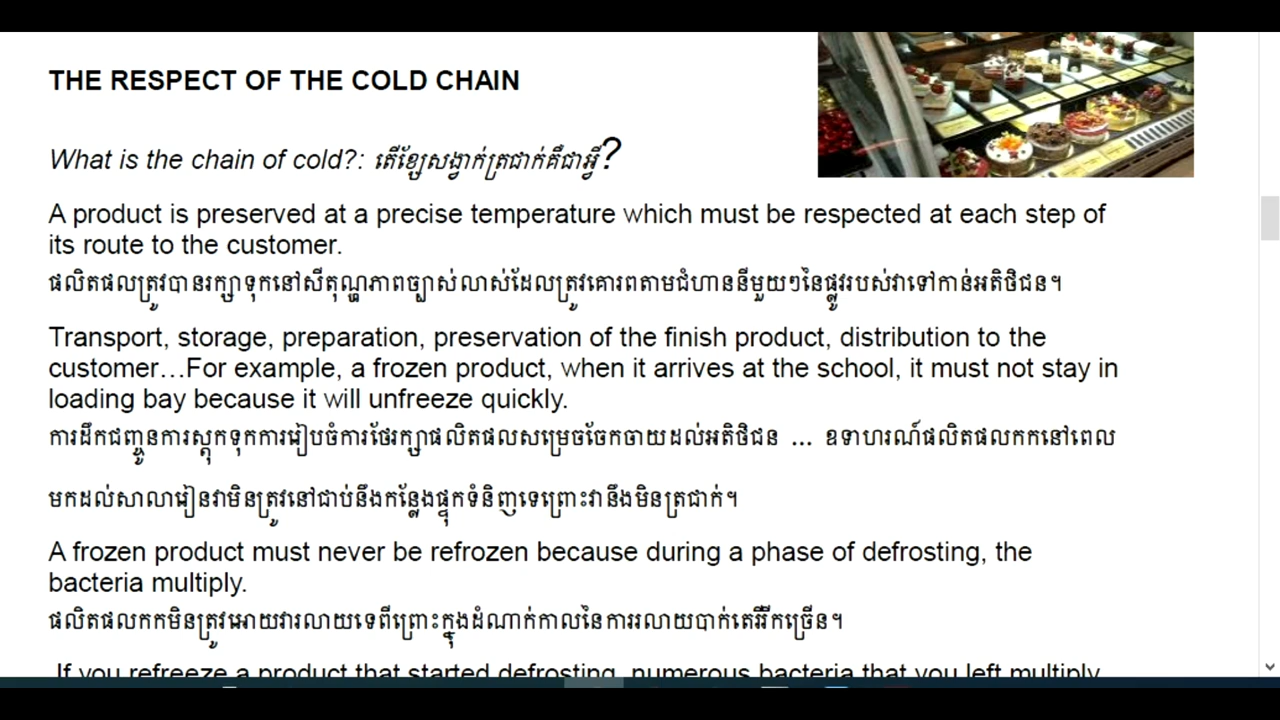 THE RESPECT OF THE COLD CHAIN
What is the chain of cold?: តើខ្សែសង្វាក់ត្រជាក់គឺជាអ្វី?
A product is preserved at a precise temperature which must be respected at each step of
its route to the customer.
ផលិតផលត្រូវបានរក្សាទុកនៅសីតុណ្ហភាពច្បាស់លាស់ដែលត្រូវគោរពតាមជំហាននីមួយៗនៃផ្លូវរបស់វាទៅកាន់អតិថិជន។
Transport, storage, preparation, preservation of the finish product, distribution to the
customer…For example, a frozen product, when it arrives at the school, it must not stay in
loading bay because it will unfreeze quickly.
ការដឹកជញ្ចូនការស្តុកទុកការរៀបចំការថែរក្សាផលិតផលសម្រេចចែកចាយដល់អតិថិជន ... ឧទាហរណ៍ផលិតផលកកនៅពេល
មកដល់សាលារៀនវាមិនត្រូវនៅជាប់នឹងកន្លែងផ្ទុកទំនិញទេព្រោះវានឹងមិនត្រជាក់។
A frozen product must never be refrozen because during a phase of defrosting, the
bacteria multiply.
ផលិតផលកកមិនត្រូវអោយវារលាយទេពីព្រោះក្នុងដំណាក់កាលនៃការរលាយបាក់តេរីរីកច្រើន។
If you refreeze a product that started defrosting, numerous bacteria that you left multiply